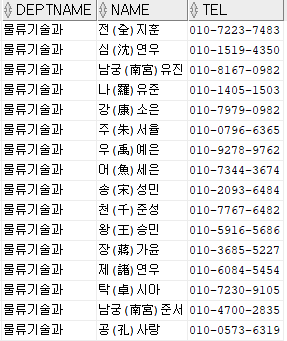 DEPTNAME NAME TEL
물류기술과 전(全)지훈 010-7223-7483
물류기술과 심(沈)연우 010-1519-4350
물류기술과 남궁(南宮)유진 010-8167-0982
물류기술과 나(羅)유준 010-1405-1503
물류기술과 강(康)소은 010-7979-0982
물류기술과 주(朱)서율 010-0796-6365
물류기술과 우(禹)예은 010-9278-9762
물류기술과 어(魚)세은 010-7344-3674
물류기술과 송(宋)성민 010-2093-6484
물류기술과 천(千)준성 010-7767-6482
물류기술과 왕(王)승민 010-5916-5686
물류기술과 장(蔣)가윤 010-3685-5227
물류기술과 제(諸)연우 010-6084-5454
물류기술과 탁(卓)시아 010-7230-9105
물류기술과 남궁(南宮)준서 010-4700-2835
물류기술과 공(孔)사랑 010-0573-6319